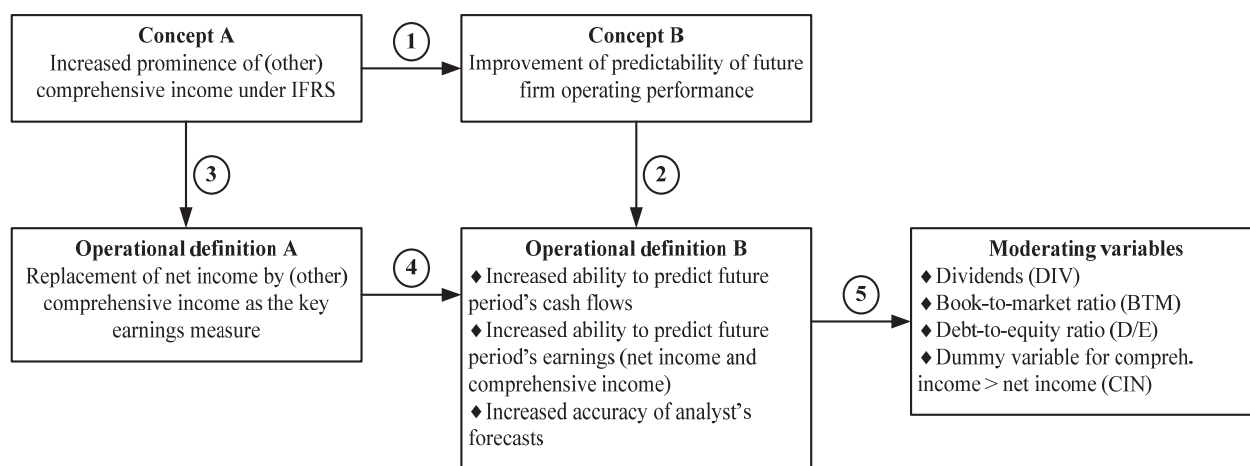 Concept A
Increased prominence of (other)
comprehensive income under IFRS
1
Concept B
Improvement of predictability of future
firm operating performance
3
2
Operational definition A
Replacement of net income by (other)
comprehensive income as the key
earnings measure
4
Operational definition B
♦Increased ability to predict future
period's cash flows
♦Increased ability to predict future
period's earnings (net income and
comprehensive income)
♦Increased accuracy of analyst's
forecasts
5
Moderating variables
♦Dividends (DIV)
♦Book-to-market ratio (BTM)
♦Debt-to-equity ratio (D/E)
♦Dummy variable for compreh.
income > net income (CIN)